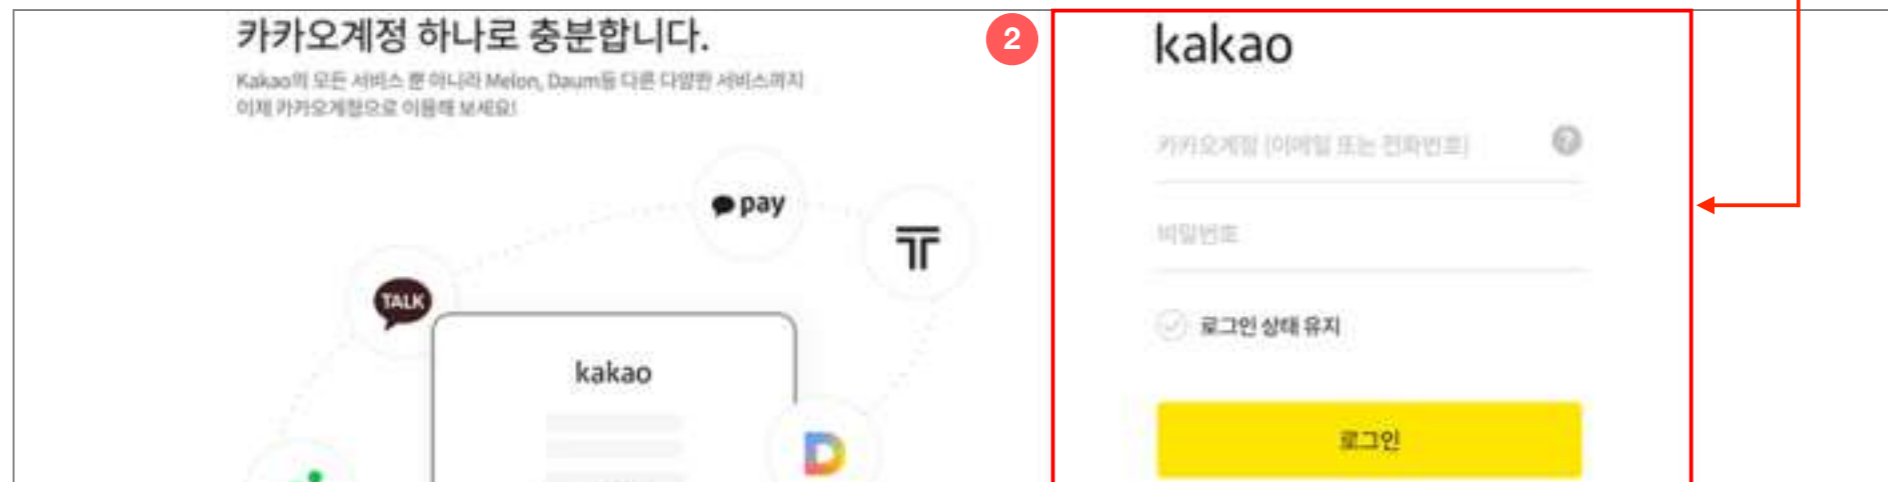 카카오계정 하나로 충분합니다.
Kakao의 모든 서비스 뿐 아니라 Melon, Daum등 다른 다양한 서비스까지
이제 카카오계정으로 이용해 보세요!
pay
TALK
kakao
2
kakao
카카오계정 (이메일 또는 전화번호)
?
비밀번호
로그인 상태 유지
로그인